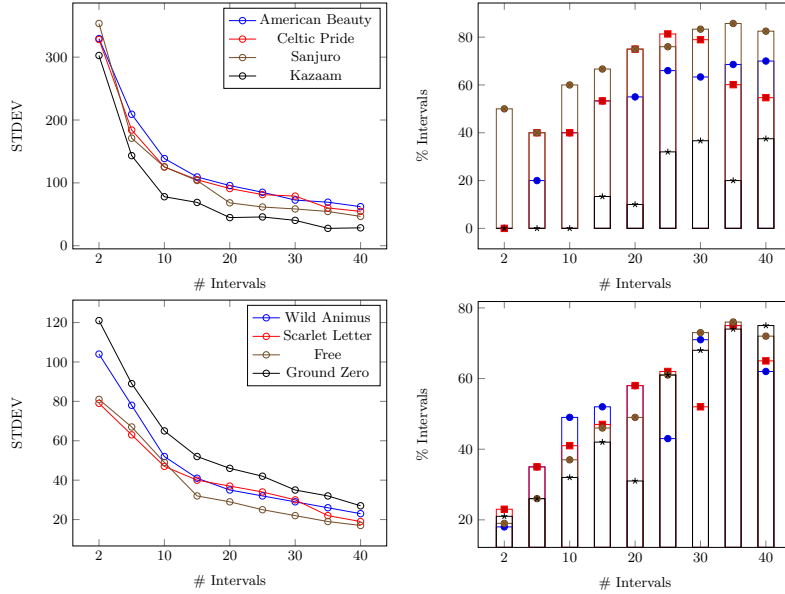 American Beauty
Celtic Pride
Sanjuro
Kazaam
300
200
100
0
STDEV
2 10 20 30 40
# Intervals
80
60
40
20
0
% Intervals
2 10 20 30 40
# Intervals
Wild Animus
Scarlet Letter
Free
Ground Zero
120
100
80
60
40
20
STDEV
2 10 20 30 40
# Intervals
80
60
40
20
% Intervals
2 10 20 30 40
# Intervals